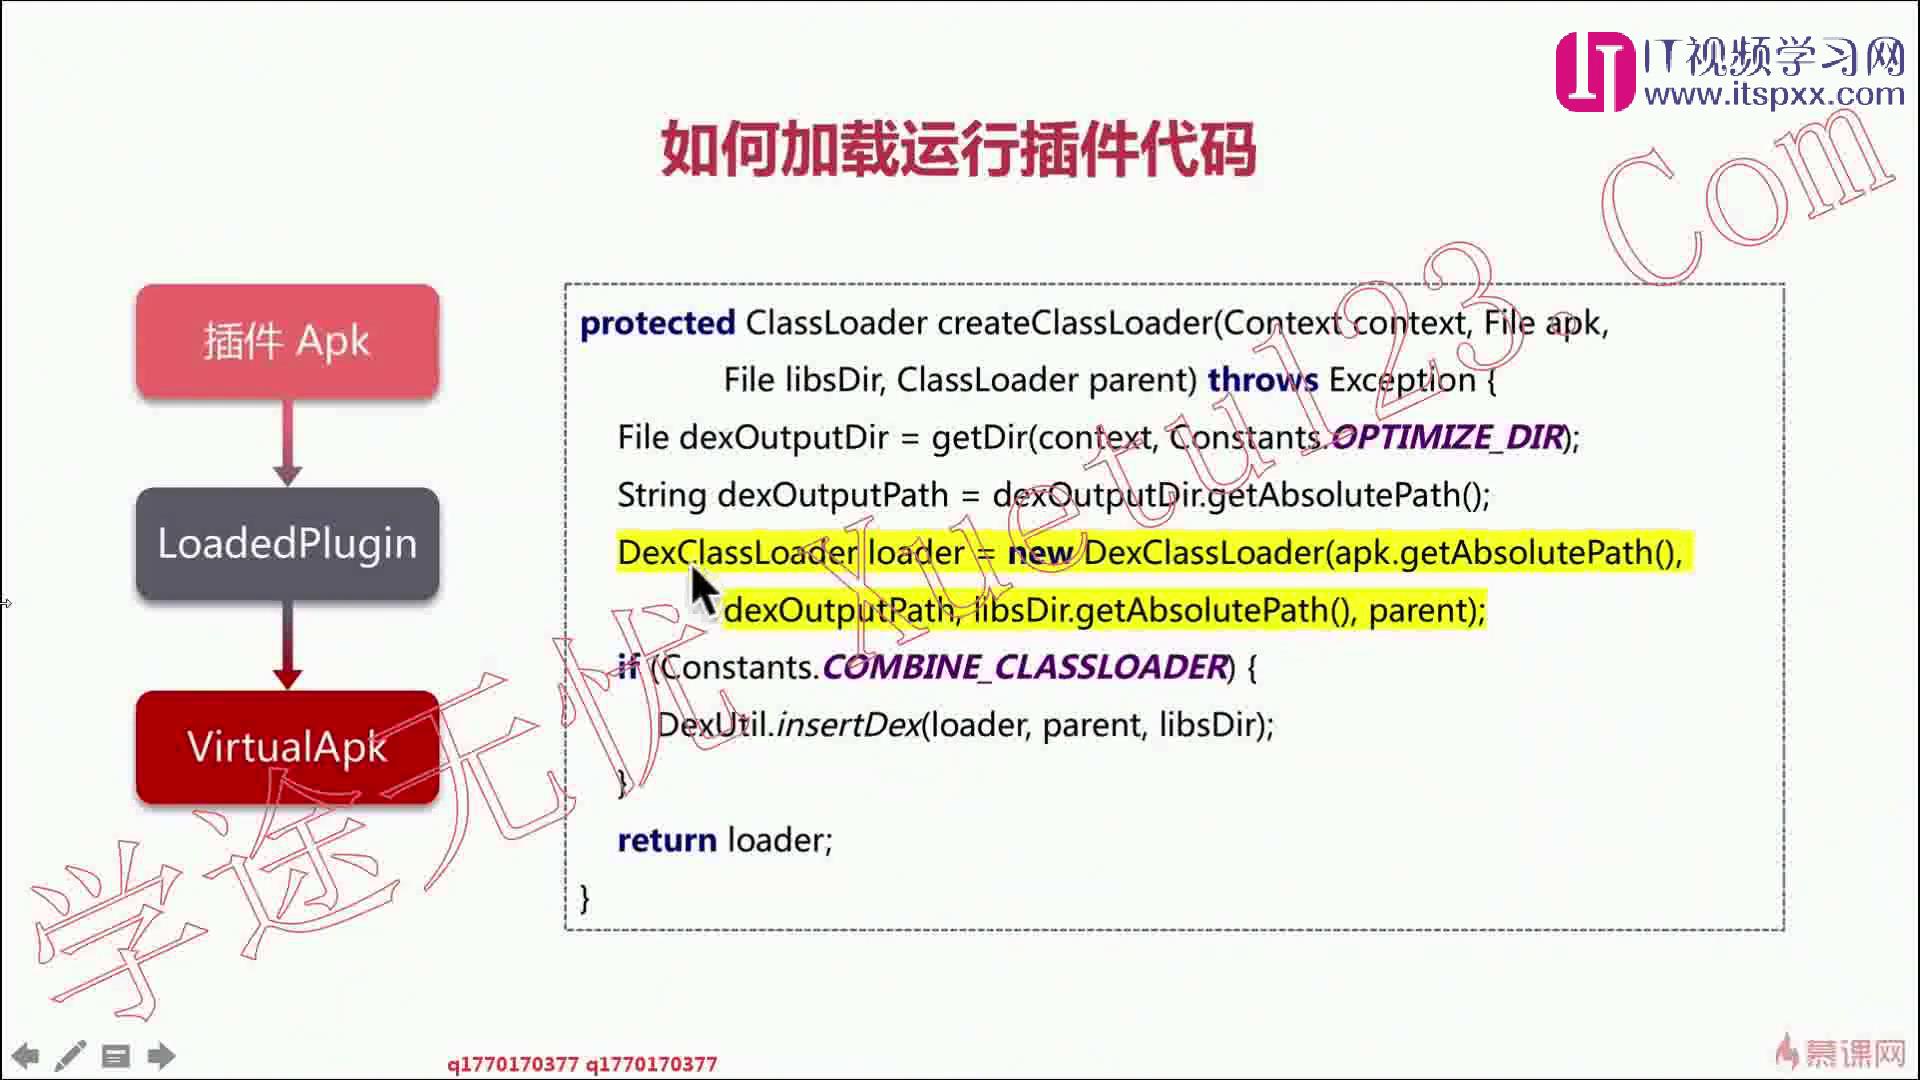 IT视频学习网
www.itspxx.com
如何加载运行插件代码
插件 Apk
LoadedPlugin
VirtualApk
protected ClassLoader createClassLoader(Context context, File apk,
File libsDir, ClassLoader parent) throws Exception {
File dexOutputDir = getDir(context, Constants.OPTIMIZE_DIR);
String dexOutputPath = dexOutputDir.getAbsolutePath();
DexClassLoader loader = new DexClassLoader(apk.getAbsolutePath(),
dexOutputPath, libsDir.getAbsolutePath(), parent);
if (Constants.COMBINE_CLASSLOADER) {
DexUtil.insertDex(loader, parent, libsDir);
}
return loader;
}
学途无忧 Xuetu123。Com
q1770170377 q1770170377
慕课网